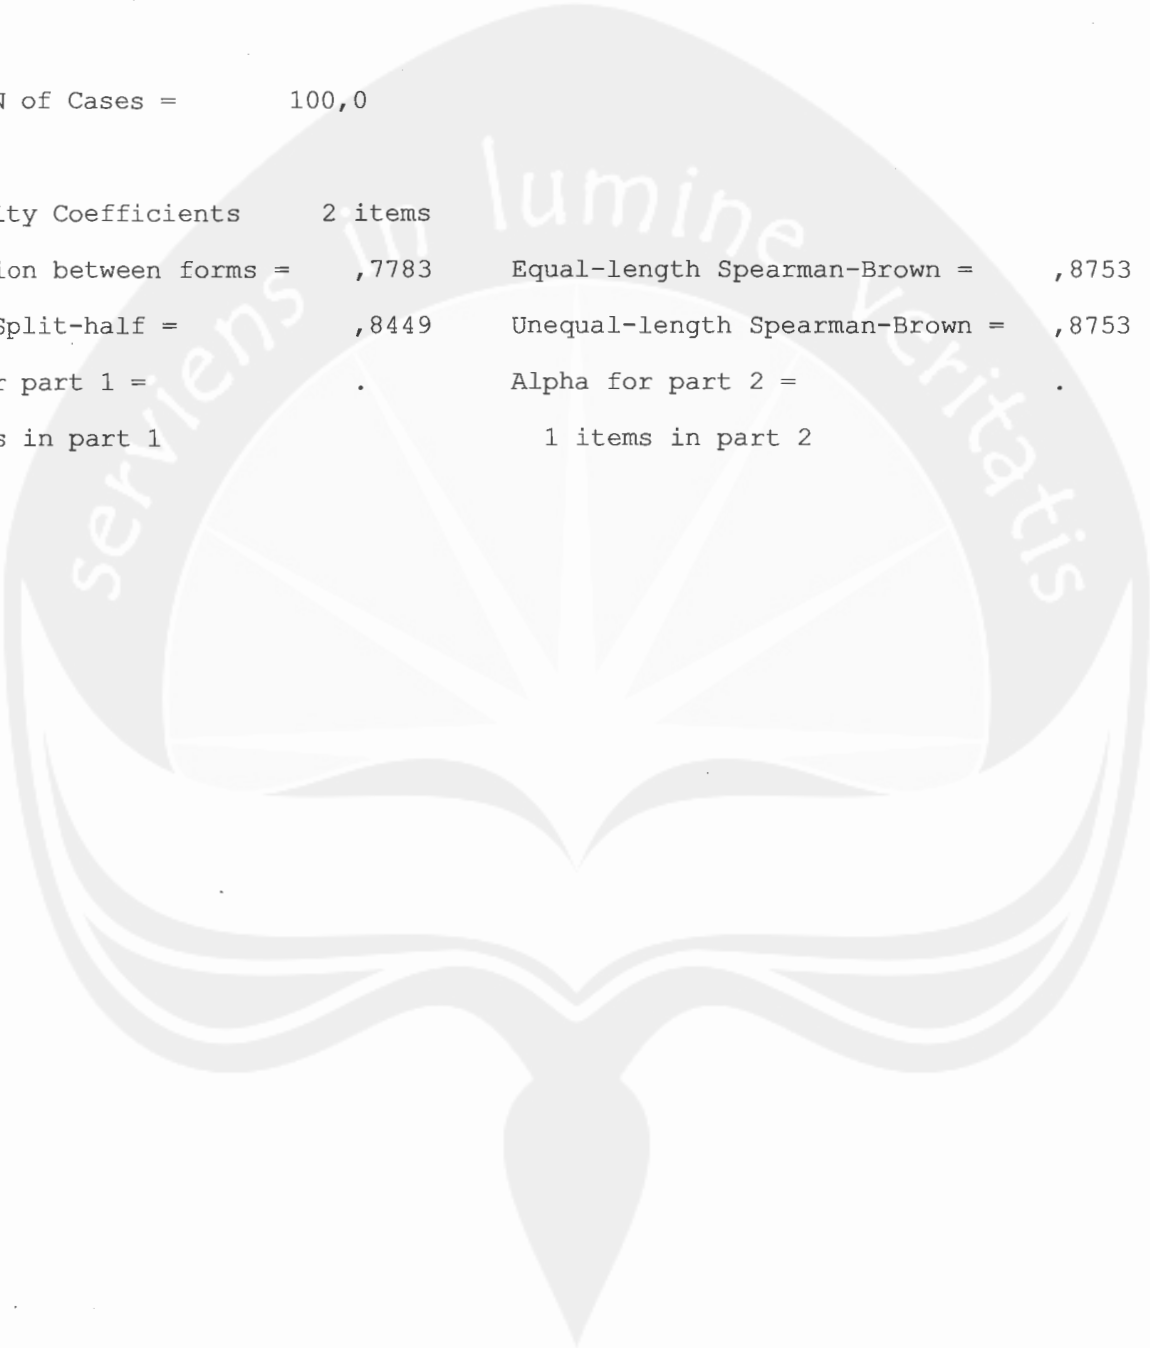 N of Cases = 100,0
ity Coefficients 2 items
ion between forms = ,7783 Equal-length Spearman-Brown = ,8753
Split-half = ,8449 Unequal-length Spearman-Brown = ,8753
r part 1 = . Alpha for part 2 = .
s in part 1 1 items in part 2
serviens in lumine veritatis